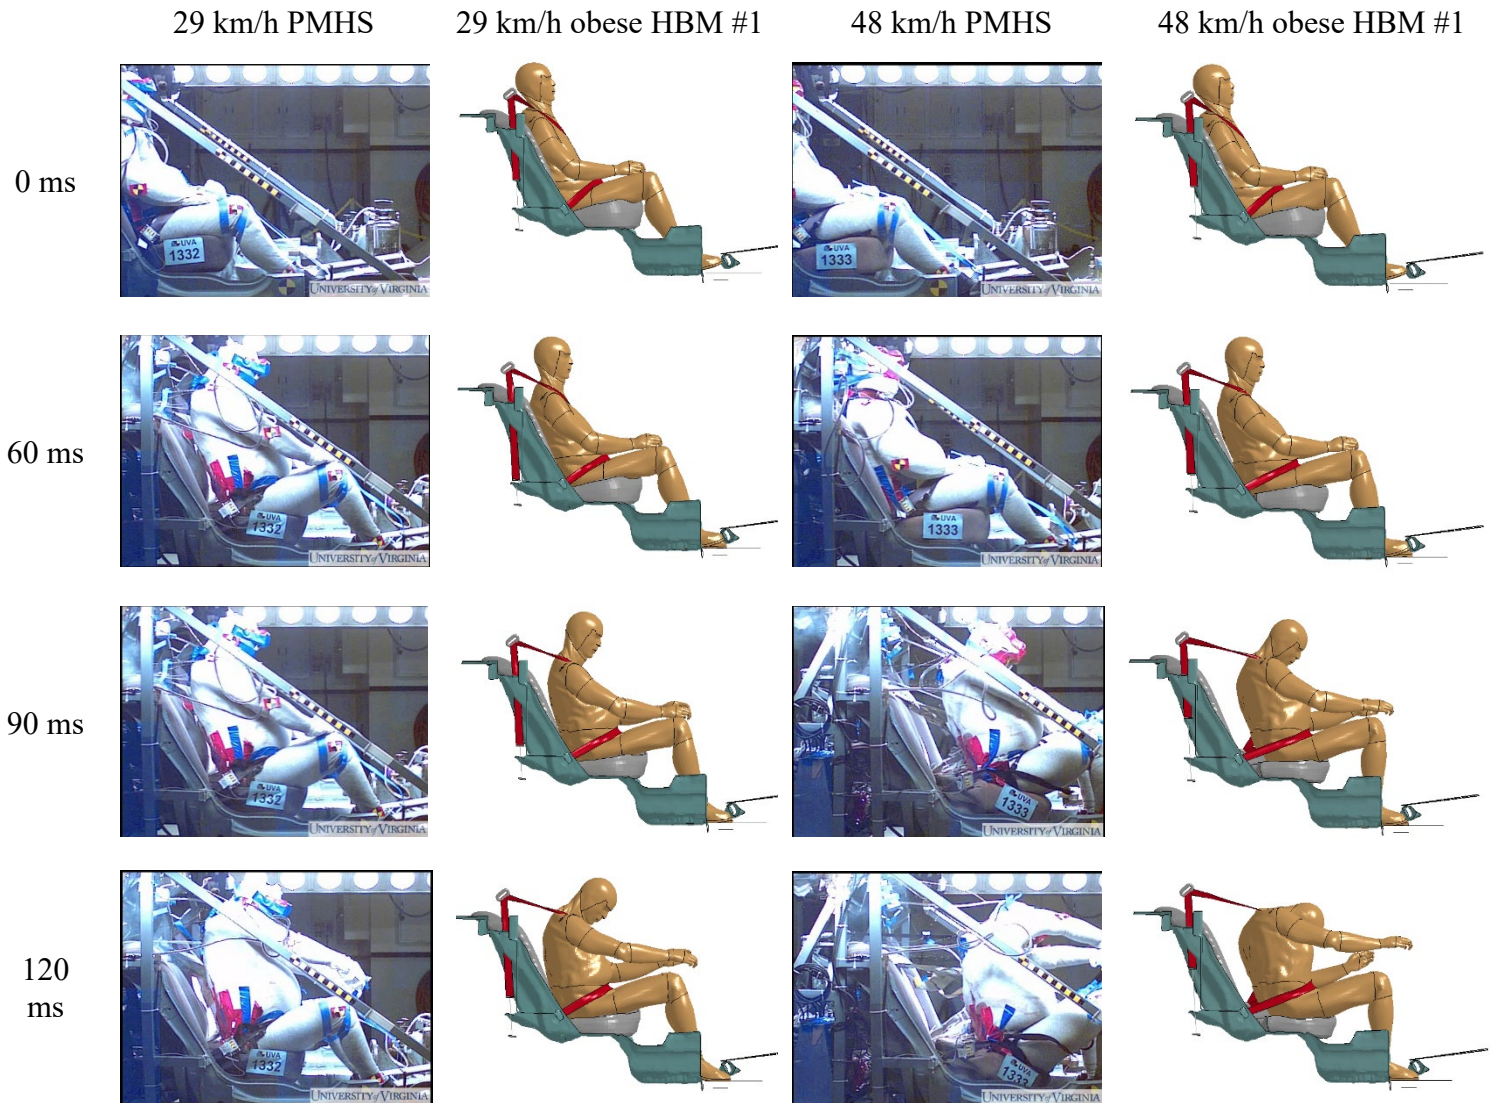 29 km/h PMHS 29 km/h obese HBM #1 48 km/h PMHS 48 km/h obese HBM #1
0 ms
UVA
1332
UNIVERSITY of VIRGINIA
UVA
1333
UNIVERSITY of VIRGINIA
60 ms
UVA
1332
UNIVERSITY of VIRGINIA
UVA
1333
UNIVERSITY of VIRGINIA
90 ms
UVA
1332
UNIVERSITY of VIRGINIA
UVA
1333
UNIVERSITY of VIRGINIA
120
ms
UVA
1332
UNIVERSITY of VIRGINIA
UVA
1333
UNIVERSITY of VIRGINIA